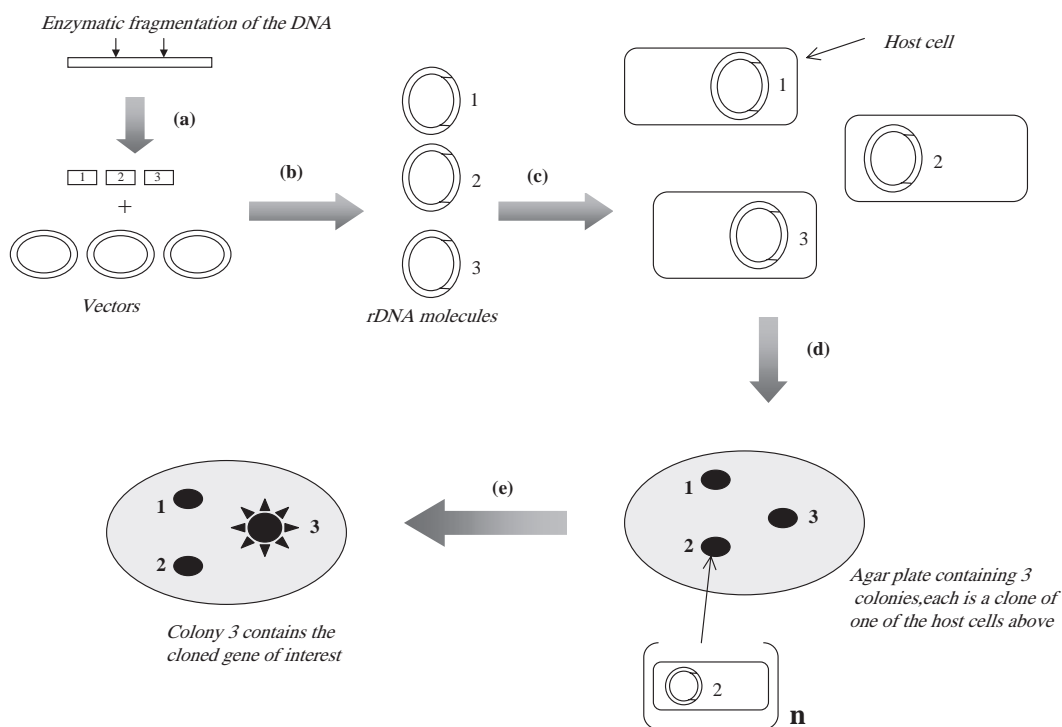 Enzymatic fragmentation of the DNA
(a)
1 2 3
+
Vectors
(b)
1
2
3
rDNA molecules
(c)
Host cell
1
2
3
(d)
1
2
3
Agar plate containing 3
colonies,each is a clone of
one of the host cells above
2
n
(e)
1
2
3
Colony 3 contains the
cloned gene of interest